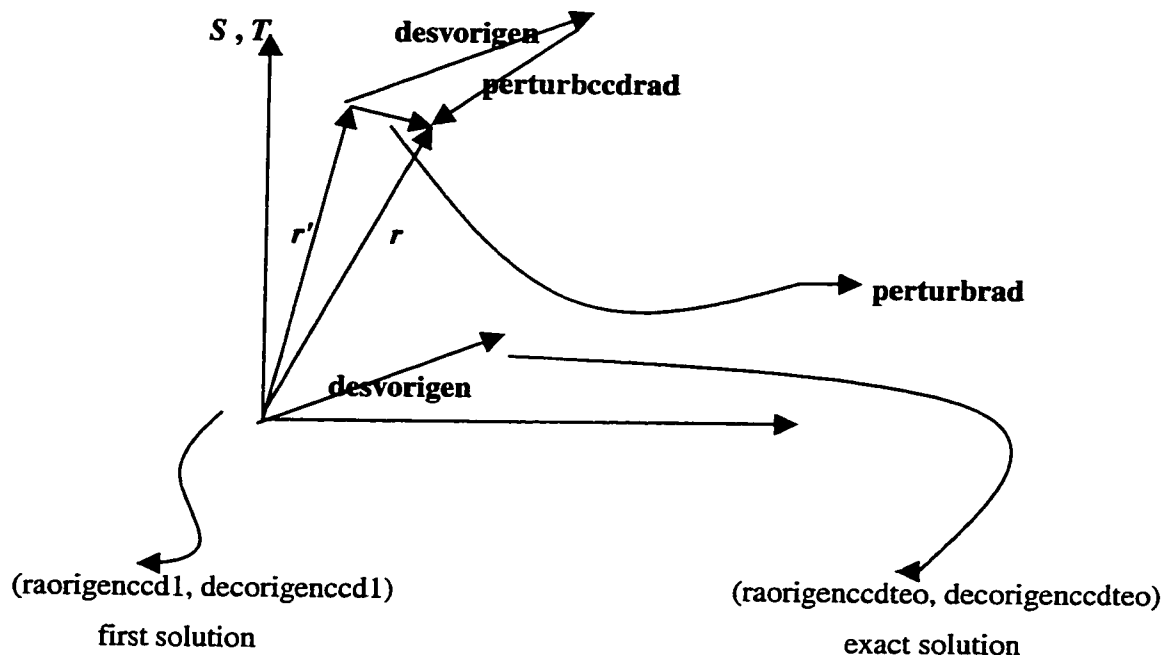 S , T
desvorigen
perturbccdrad
r'
r
perturbrad
desvorigen
(raorigenccd1, decorigenccd1)
first solution
(raorigenccdteo, decorigenccdteo)
exact solution